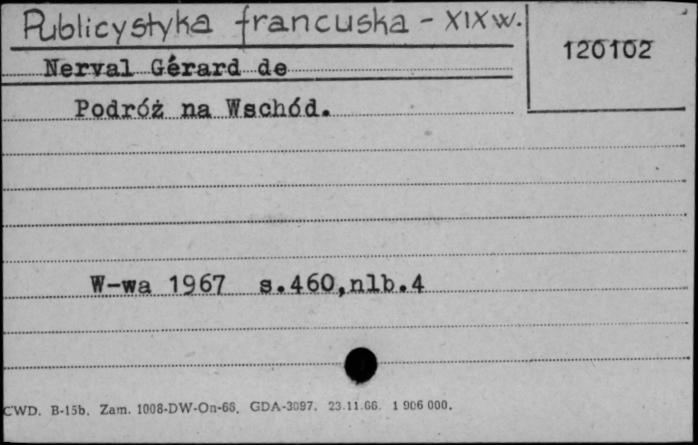 Publicystyka francuska - XIX w.
120102
Nerval Gérard de
Podróż na Wschód.
W-wa 1967 s.460,nlb.4
CWD. B-15b. Zam. 1008-DW-On-66. GDA-3097. 23.11.66. 1 906 000.